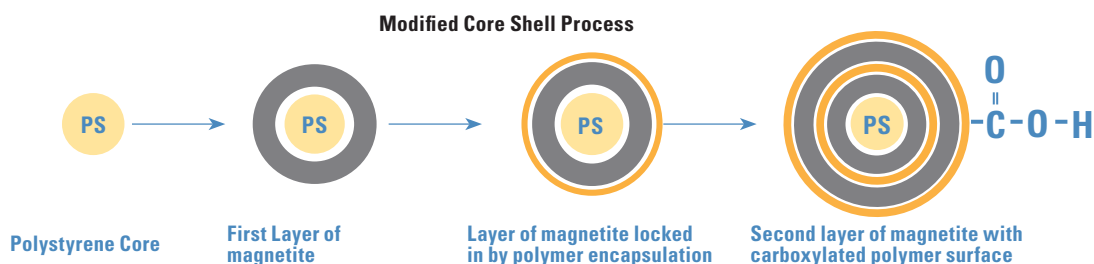 Modified Core Shell Process
PS
PS
PS
PS
O
=
-C-O-H
Polystyrene Core
First Layer of
magnetite
Layer of magnetite locked
in by polymer encapsulation
Second layer of magnetite with
carboxylated polymer surface